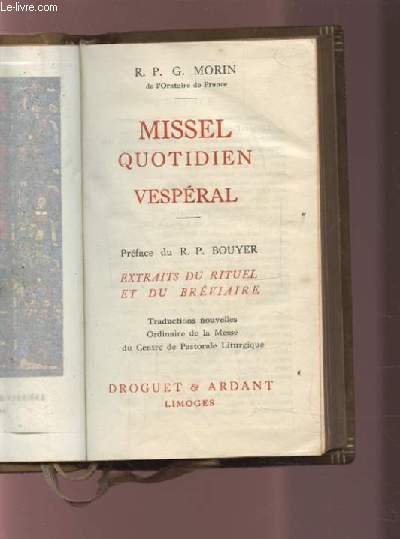 Le-livre.com
R. P. G. MORIN
de l'Oratoire de France
MISSEL
QUOTIDIEN
VESPÉRAL
Préface du R. P. BOUYER
EXTRAITS DU RITUEL
ET DU BRÉVIAIRE
Traductions nouvelles
Ordinaire de la Messe
du Centre de Pastorale Liturgique
DROGUET & ARDANT
LIMOGES